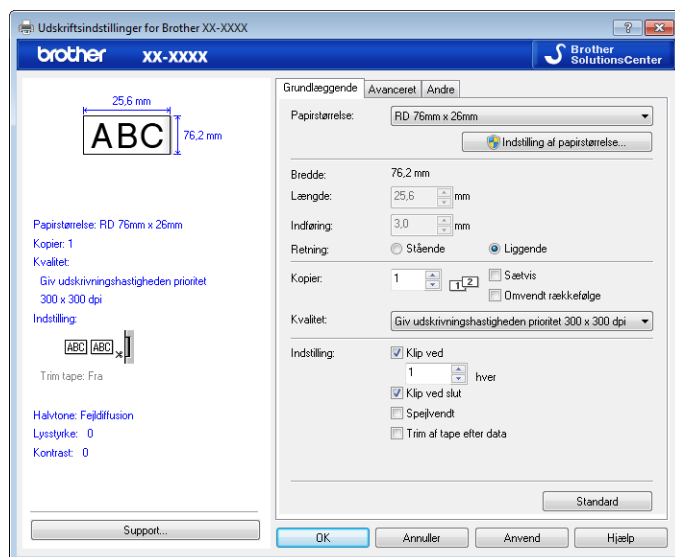 Udskriftsindstillinger for Brother XX-XXXX
brother XX-XXXX
Brother
SolutionsCenter
25,6 mm
ABC
76,2 mm
Papirstørrelse: RD 76mm x 26mm
Kopier: 1
Kvalitet:
Giv udskrivningshastigheden prioritet
300 x 300 dpi
Indstilling:
ABC ABC
Trim tape: Fra
Halvtone: Fejldiffusion
Lysstyrke: 0
Kontrast: 0
Support...
Grundlæggende Avanceret Andre
Papirstørrelse: RD 76mm x 26mm
Indstilling af papirstørrelse...
Bredde: 76,2 mm
Længde: 25,6 mm
Indføring: 3,0 mm
Retning: Stående Liggende
Kopier: 1 1 2 Sætvis
Omvendt rækkefølge
Kvalitet: Giv udskrivningshastigheden prioritet 300 x 300 dpi
Indstilling: Klip ved
1 hver
Klip ved slut
Spejlvendt
Trim af tape efter data
Standard
OK Annuller Anvend Hjælp